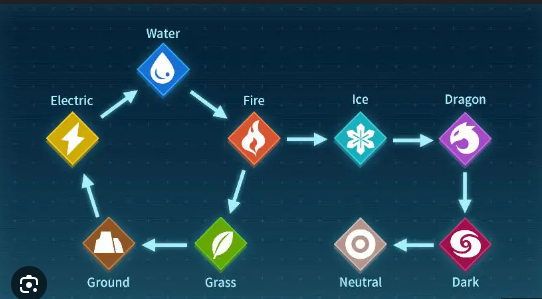 Water
Electric
Fire
Ice
Dragon
Ground
Grass
Neutral
Dark